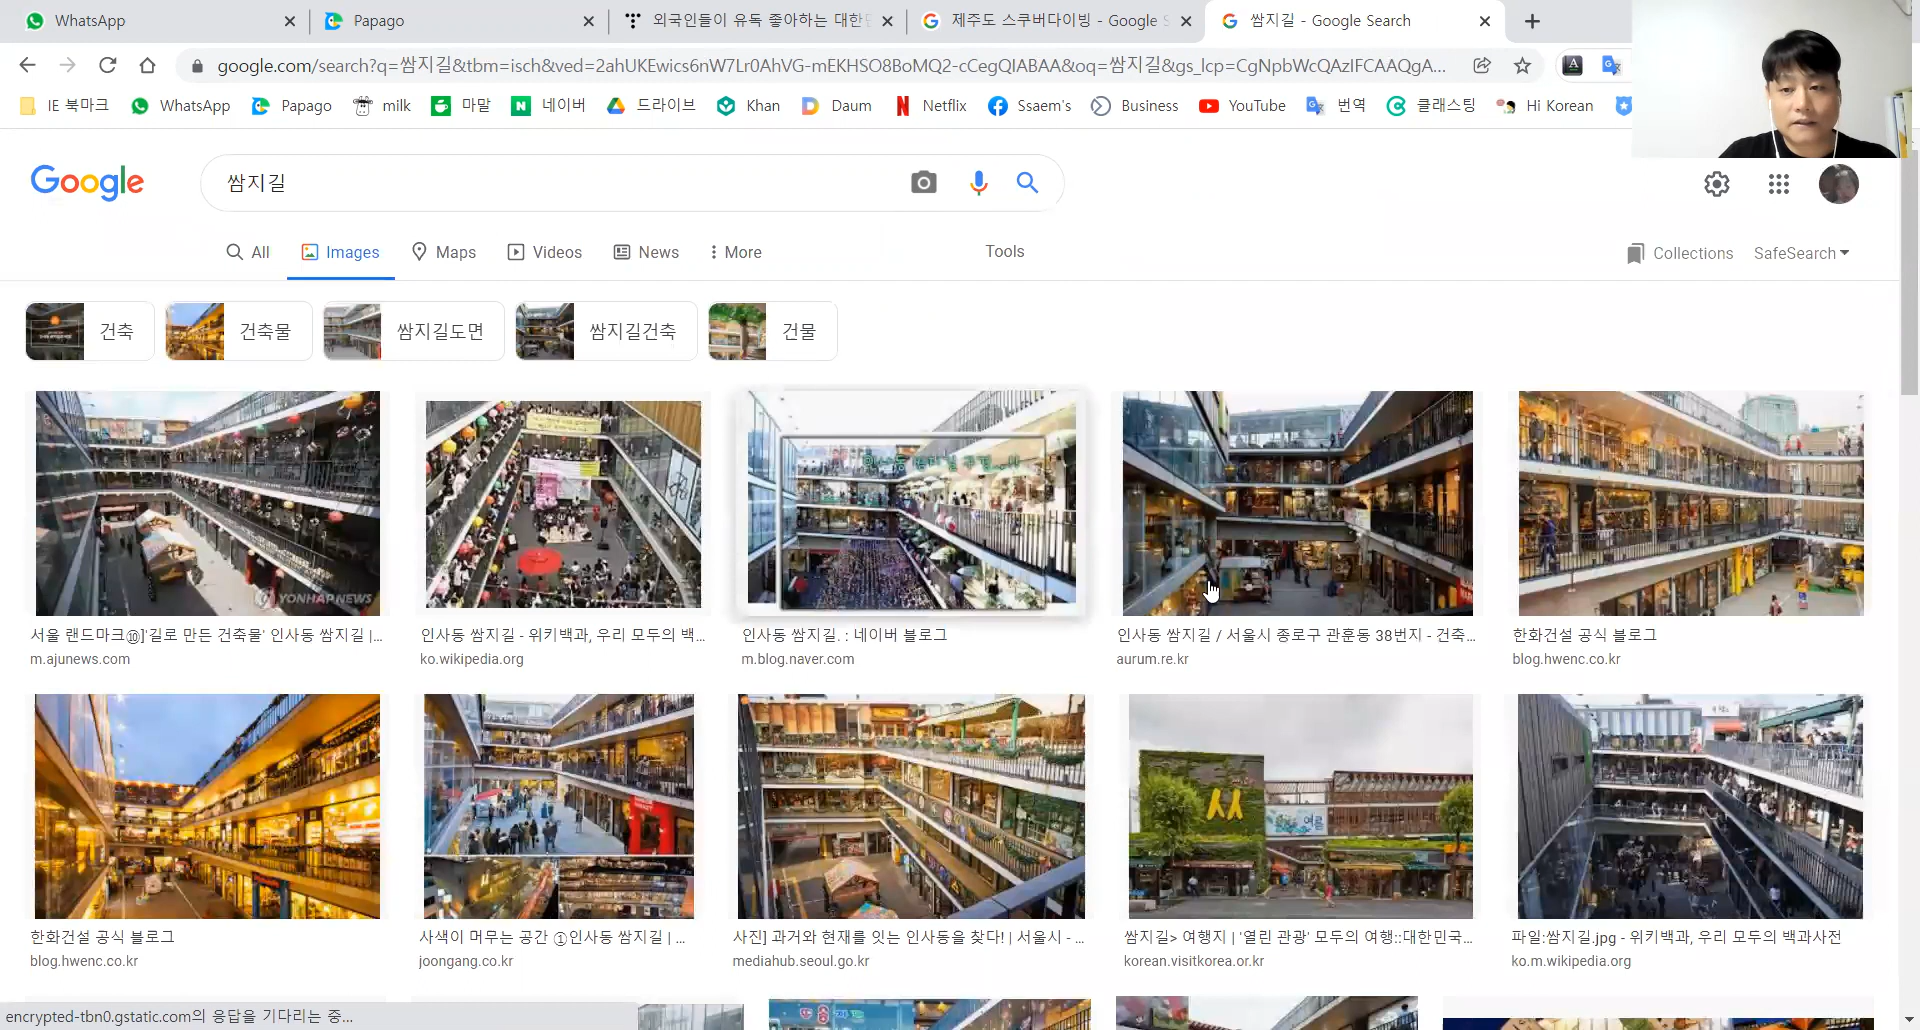 WhatsApp
Papago
외국인들이 유독 좋아하는 대한
제주도 스쿠버다이빙 - Google S
쌈지길 - Google Search
google.com/search?q=쌈지길&tbm=isch&ved=2ahUKEwics6nW7Lr0AhVG-mEKHSO8BoMQ2-cCegQIABAA&oq=쌈지길&gs_lcp=CgNpbWcQAzIFCAAQgA...
IE 북마크
WhatsApp
Papago
milk
마말
네이버
드라이브
Khan
Daum
Netflix
Ssaem's
Business
YouTube
번역
클래스팅
Hi Korean
Google
쌈지길
All
Images
Maps
Videos
News
More
Tools
Collections
SafeSearch
건축
건축물
쌈지길도면
쌈지길건축
건물
YONHAPNEWS
서울 랜드마크⑩]'길로 만든 건축물' 인사동 쌈지길 |...
m.ajunews.com
인사동 쌈지길 - 위키백과, 우리 모두의 백...
ko.wikipedia.org
인사동 쌈지길. : 네이버 블로그
m.blog.naver.com
인사동 쌈지길 / 서울시 종로구 관훈동 38번지 - 건축...
aurum.re.kr
한화건설 공식 블로그
blog.hwenc.co.kr
한화건설 공식 블로그
blog.hwenc.co.kr
사색이 머무는 공간 ①인사동 쌈지길 | ...
joongang.co.kr
사진] 과거와 현재를 잇는 인사동을 찾다! | 서울시 - ...
mediahub.seoul.go.kr
쌈지길> 여행지 | '열린 관광' 모두의 여행::대한민국...
korean.visitkorea.or.kr
파일:쌈지길.jpg - 위키백과, 우리 모두의 백과사전
ko.m.wikipedia.org
encrypted-tbn0.gstatic.com의 응답을 기다리는 중...